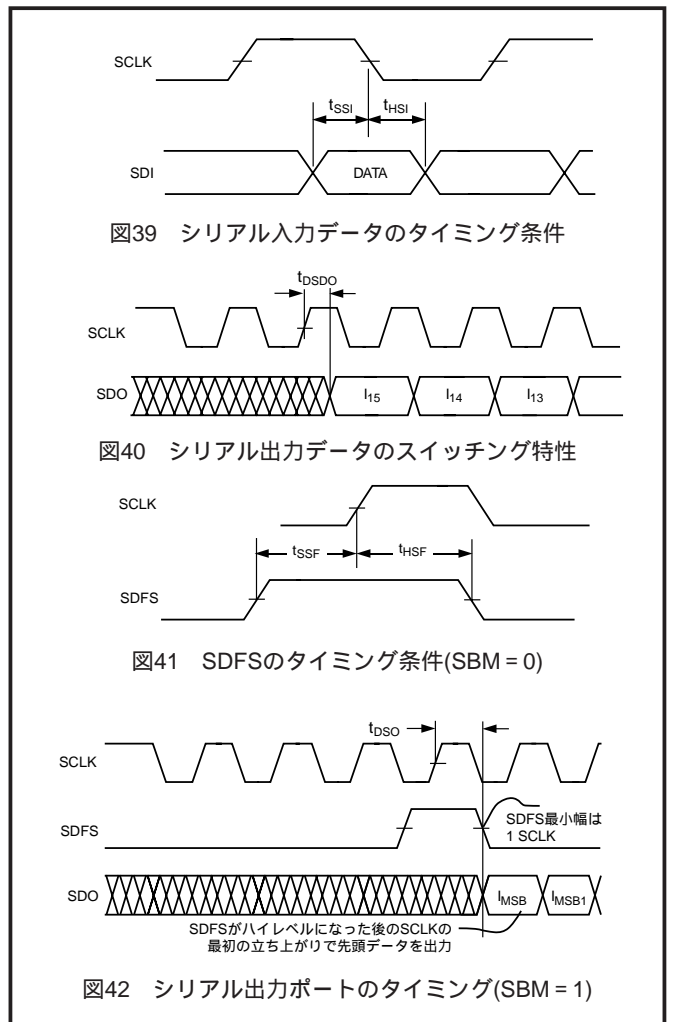 SCLK
tSSI tHSI
SDI DATA
図39 シリアル入力データのタイミング条件
tDSDO
SCLK
SDO I15 I14 I13
図40 シリアル出力データのスイッチング特性
SCLK
tSSF tHSF
SDFS
図41 SDFSのタイミング条件(SBM = 0)
tDSO
SCLK
SDFS
SDFS最小幅は
1 SCLK
SDO IMSB IMSB1
SDFSがハイレベルになった後のSCLKの
最初の立ち上がりで先頭データを出力
図42 シリアル出力ポートのタイミング(SBM = 1)